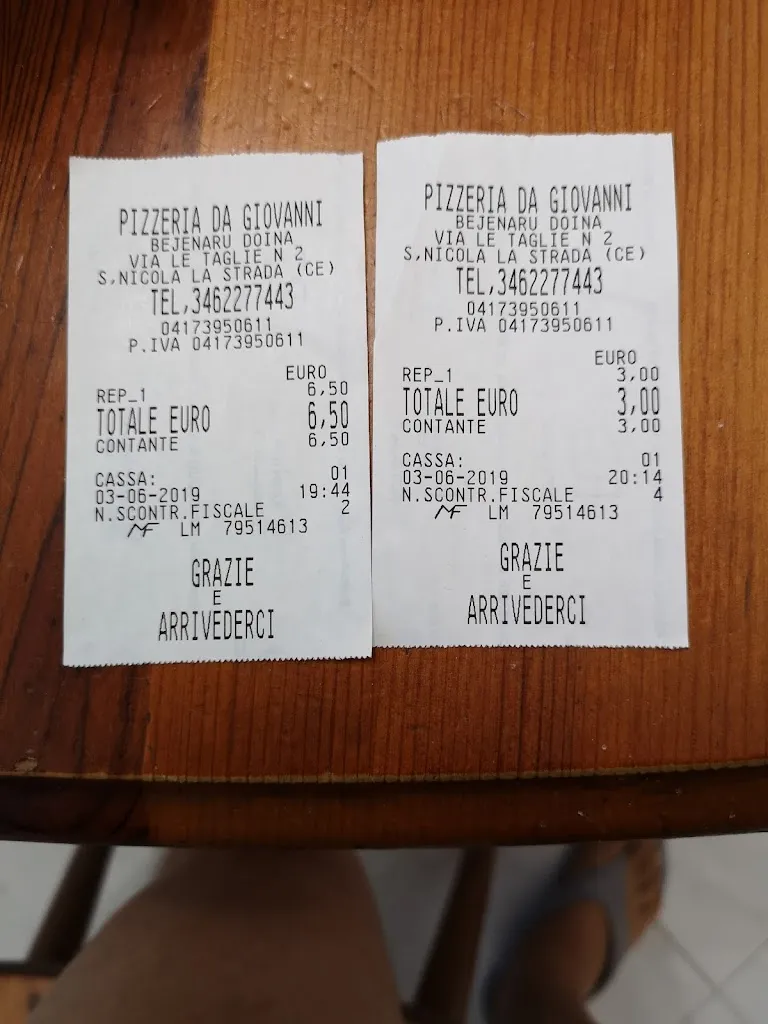 PIZZERIA DA GIOVANNI
BEJENARU DOINA
VIA LE TAGLIE N 2
S,NICOLA LA STRADA (CE)
TEL,3462277443
04173950611
P.IVA 04173950611
EURO
REP_1 6,50
TOTALE EURO 6,50
CONTANTE 6,50
CASSA: 01
03-06-2019 19:44
N.SCONTR.FISCALE 2
MF LM 79514613
GRAZIE
E
ARRIVEDERCI
PIZZERIA DA GIOVANNI
BEJENARU DOINA
VIA LE TAGLIE N 2
S,NICOLA LA STRADA (CE)
TEL,3462277443
04173950611
P.IVA 04173950611
EURO
REP_1 3,00
TOTALE EURO 3,00
CONTANTE 3,00
CASSA: 01
03-06-2019 20:14
N.SCONTR.FISCALE 4
MF LM 79514613
GRAZIE
E
ARRIVEDERCI